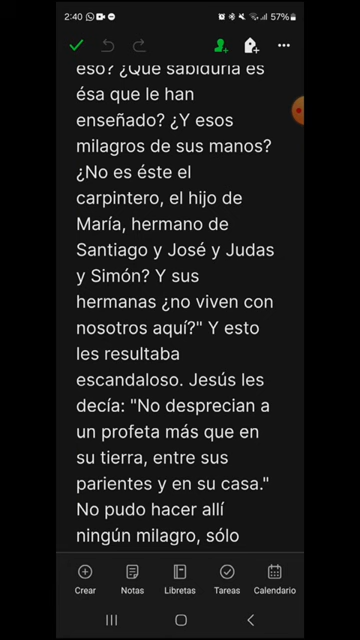 2:40
57%
eso? ¿Qué sabiduría es
ésa que le han
enseñado? ¿Y esos
milagros de sus manos?
¿No es éste el
carpintero, el hijo de
María, hermano de
Santiago y José y Judas
y Simón? Y sus
hermanas ¿no viven con
nosotros aquí?" Y esto
les resultaba
escandaloso. Jesús les
decía: "No desprecian a
un profeta más que en
su tierra, entre sus
parientes y en su casa."
No pudo hacer allí
ningún milagro, sólo
Crear Notas Libretas Tareas Calendario